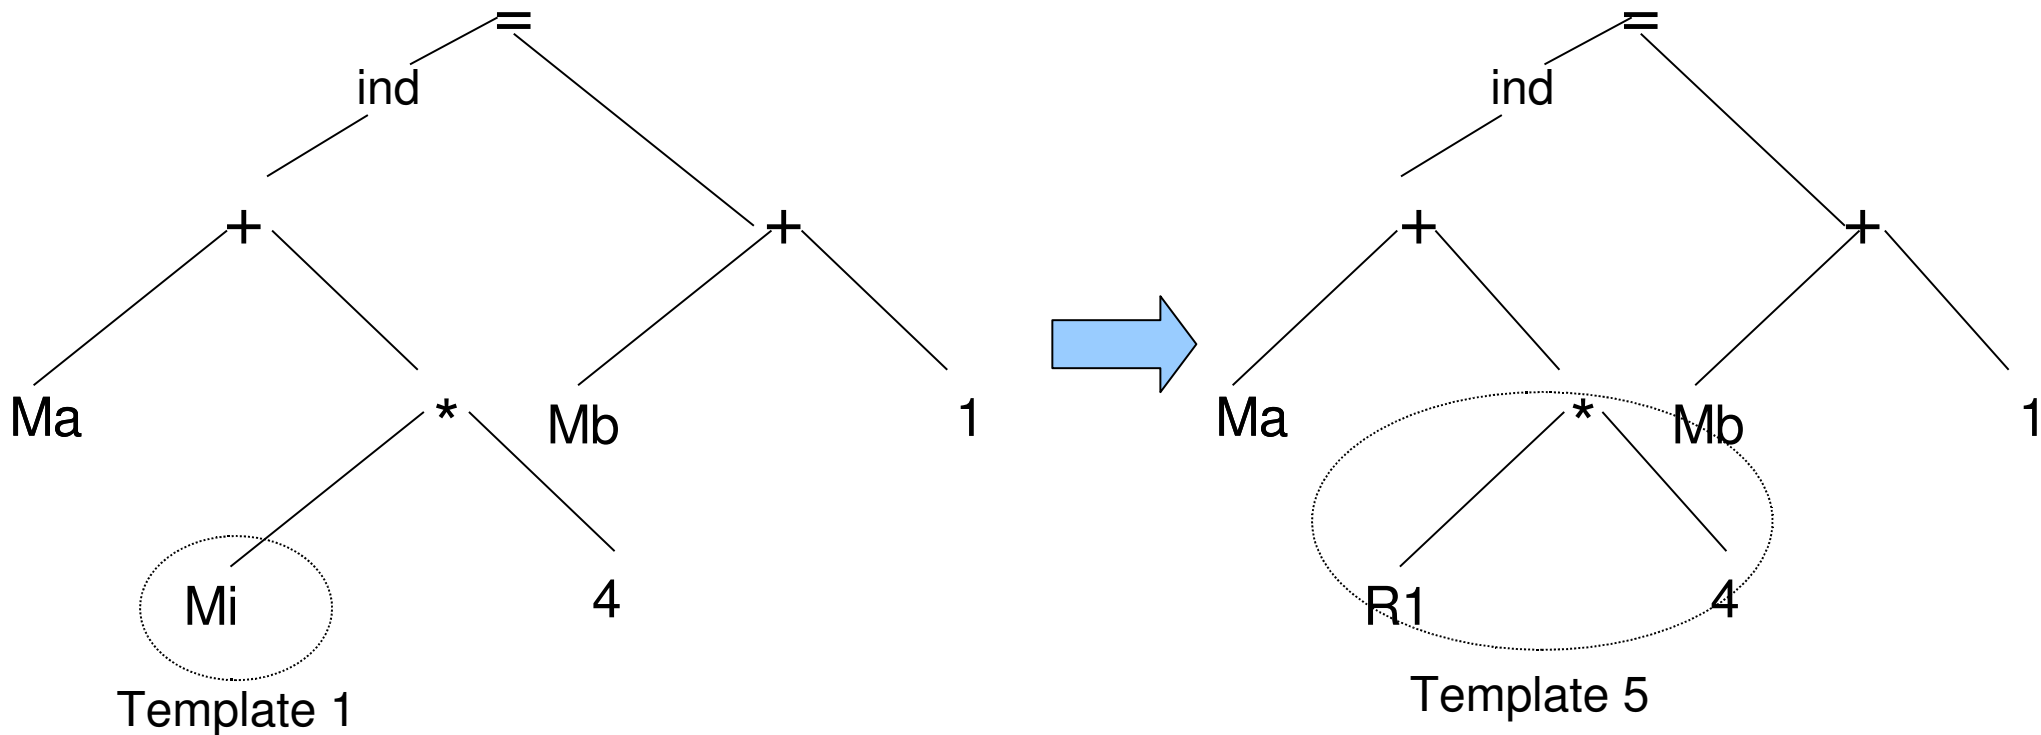 =
ind
+
+
Ma
*
Mb
1
Mi
4
Template 1
=
ind
+
+
Ma
*
Mb
1
R1
4
Template 5